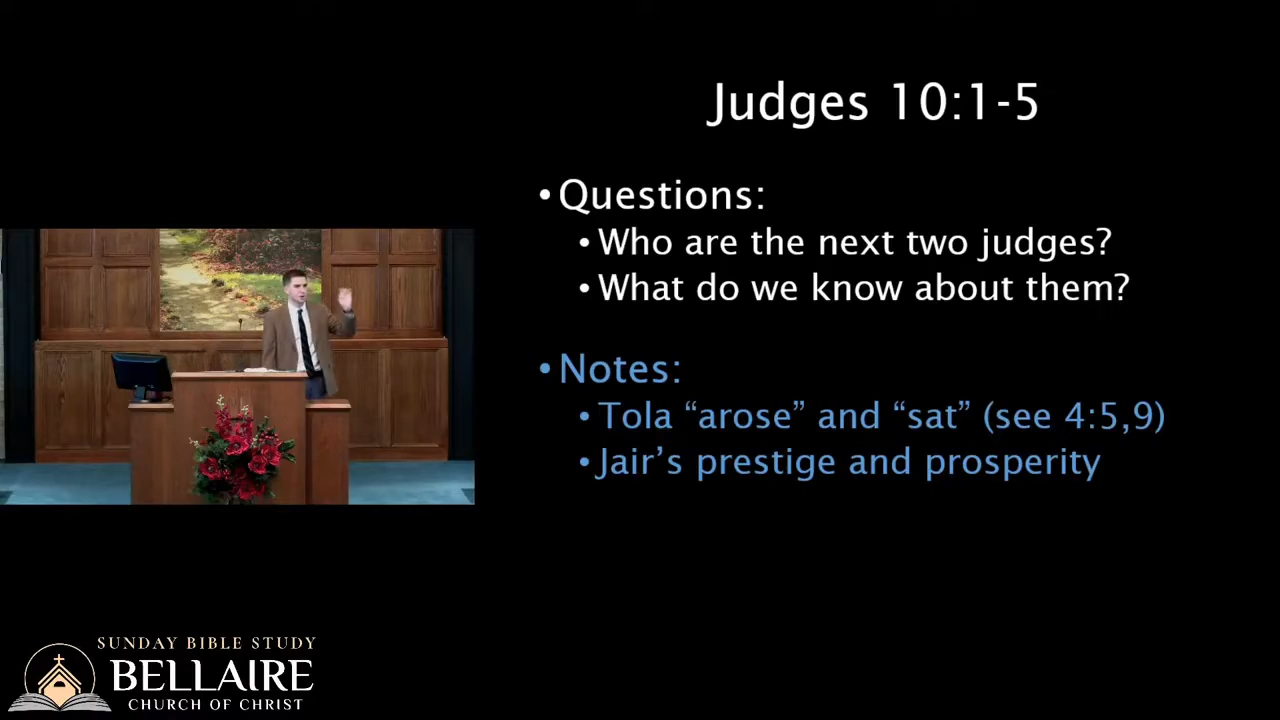 Judges 10:1-5
• Questions:
• Who are the next two judges?
• What do we know about them?
• Notes:
• Tola “arose” and “sat” (see 4:5,9)
• Jair’s prestige and prosperity
SUNDAY BIBLE STUDY
BELLAIRE
CHURCH OF CHRIST